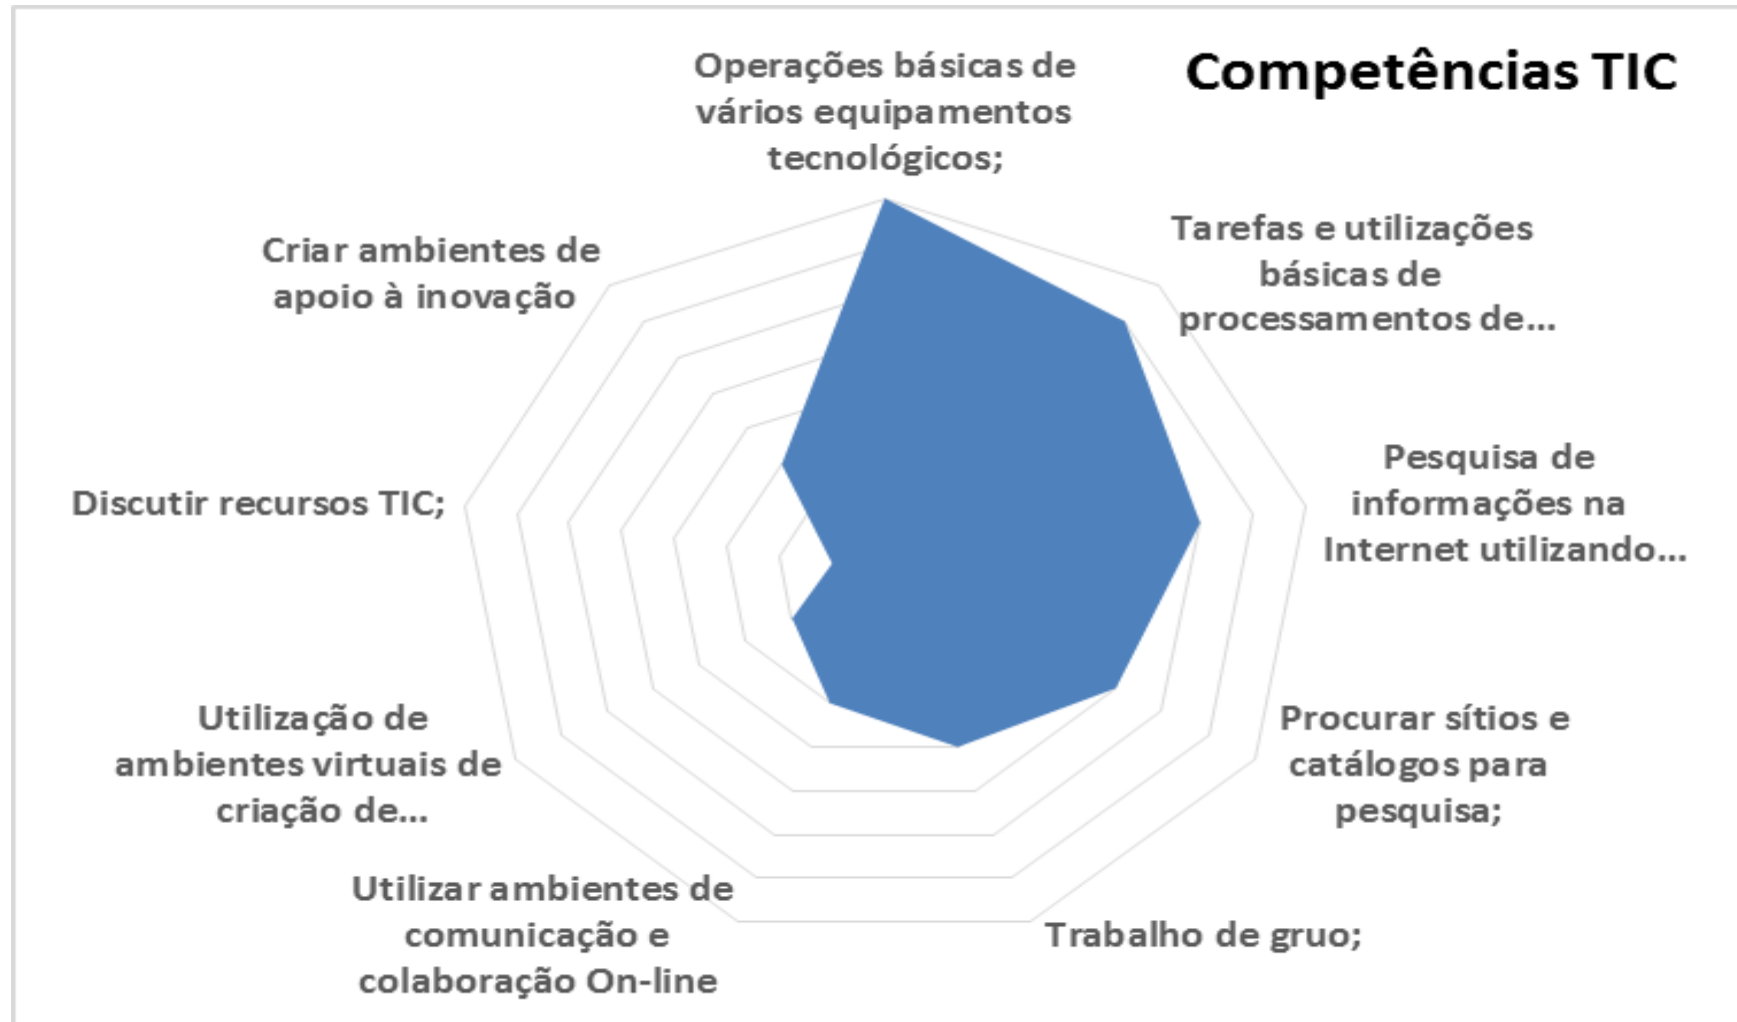 Competências TIC
Operações básicas de
vários equipamentos
tecnológicos;
Tarefas e utilizações
básicas de
processamentos de...
Pesquisa de
informações na
Internet utilizando...
Procurar sítios e
catálogos para
pesquisa;
Trabalho de gruo;
Utilizar ambientes de
comunicação e
colaboração On-line
Utilização de
ambientes virtuais de
criação de...
Discutir recursos TIC;
Criar ambientes de
apoio à inovação